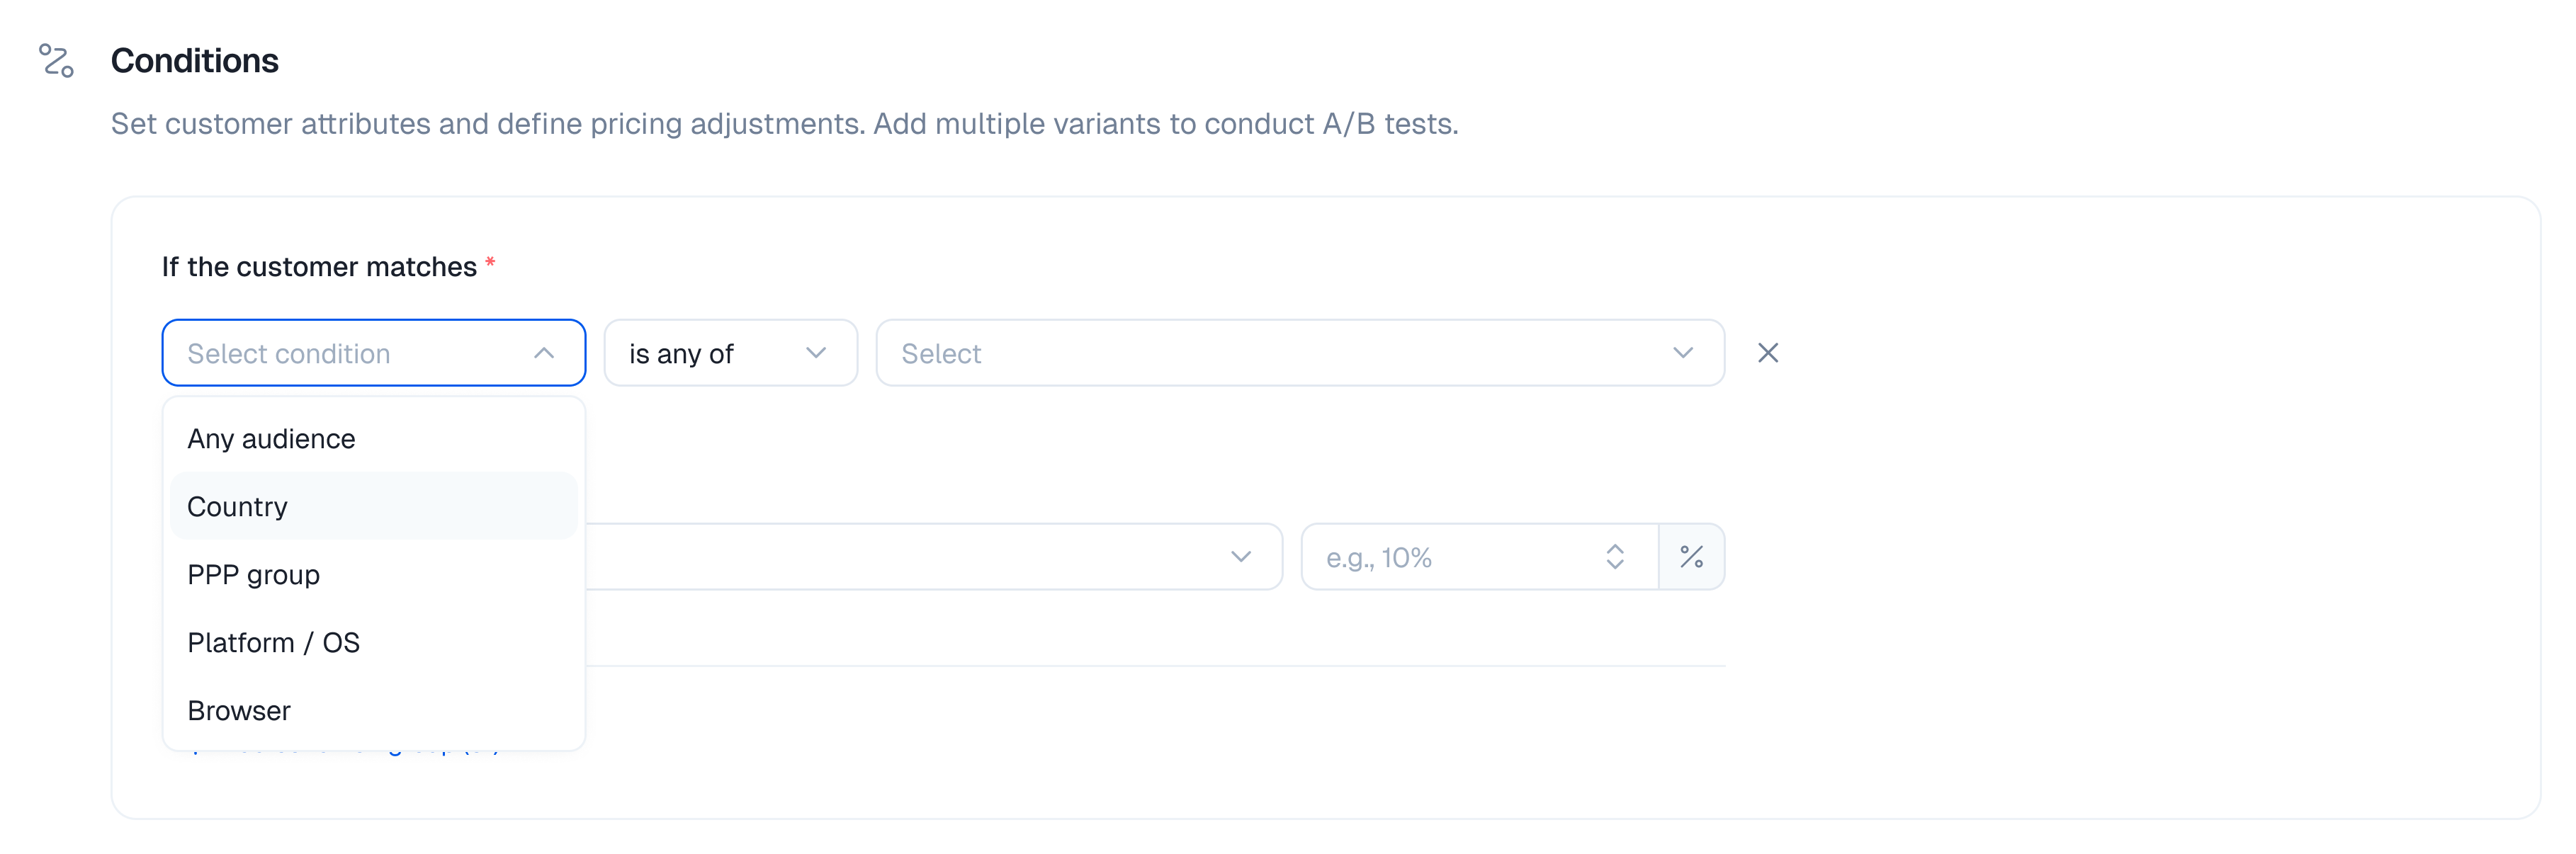 Conditions
Set customer attributes and define pricing adjustments. Add multiple variants to conduct A/B tests.
If the customer matches *
Select condition
is any of
Select
Any audience
Country
PPP group
Platform / OS
Browser
e.g., 10%
%